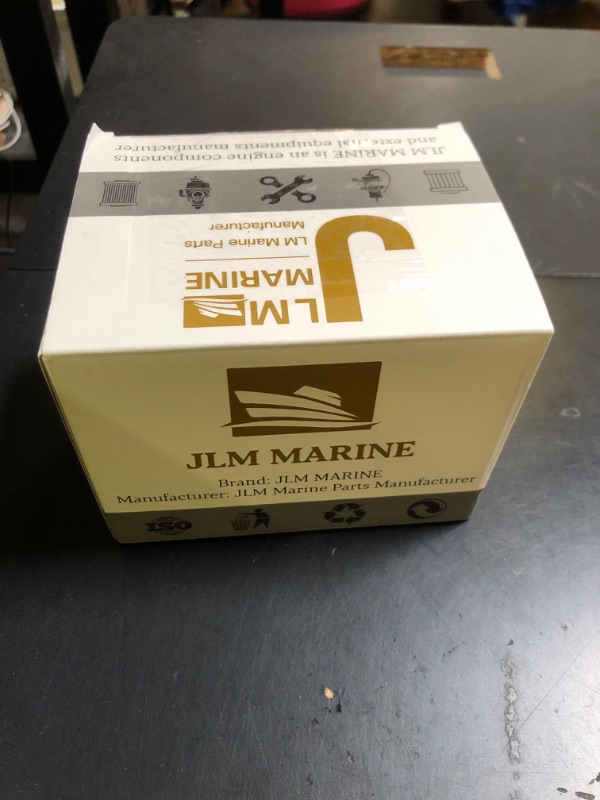 JLM MARINE is an engine components
and external equipments manufacturer
J
LM
MARINE
LM Marine Parts
Manufacturer
JLM MARINE
Brand: JLM MARINE
Manufacturer: JLM Marine Parts Manufacturer
ISO